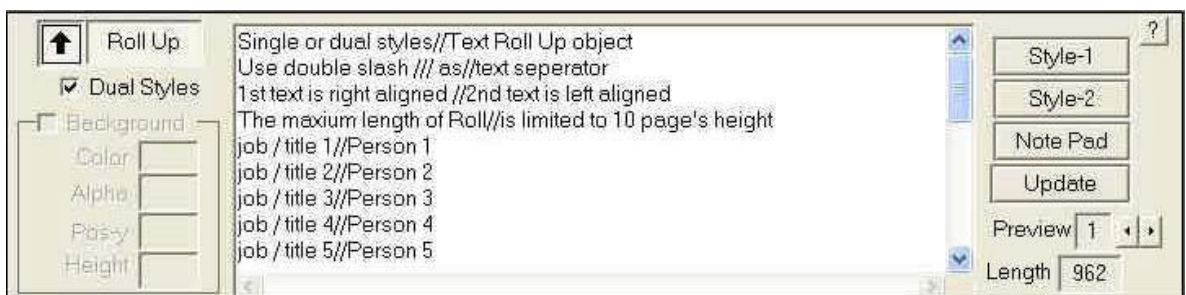 Roll Up
Dual Styles
Background
Color
Alpha
Pos-y
Height
Single or dual styles//Text Roll Up object
Use double slash /// as//text seperator
1st text is right aligned //2nd text is left aligned
The maxium length of Roll//is limited to 10 page's height
job / title 1//Person 1
job / title 2//Person 2
job / title 3//Person 3
job / title 4//Person 4
job / title 5//Person 5
?
Style-1
Style-2
Note Pad
Update
Preview 1
Length 962